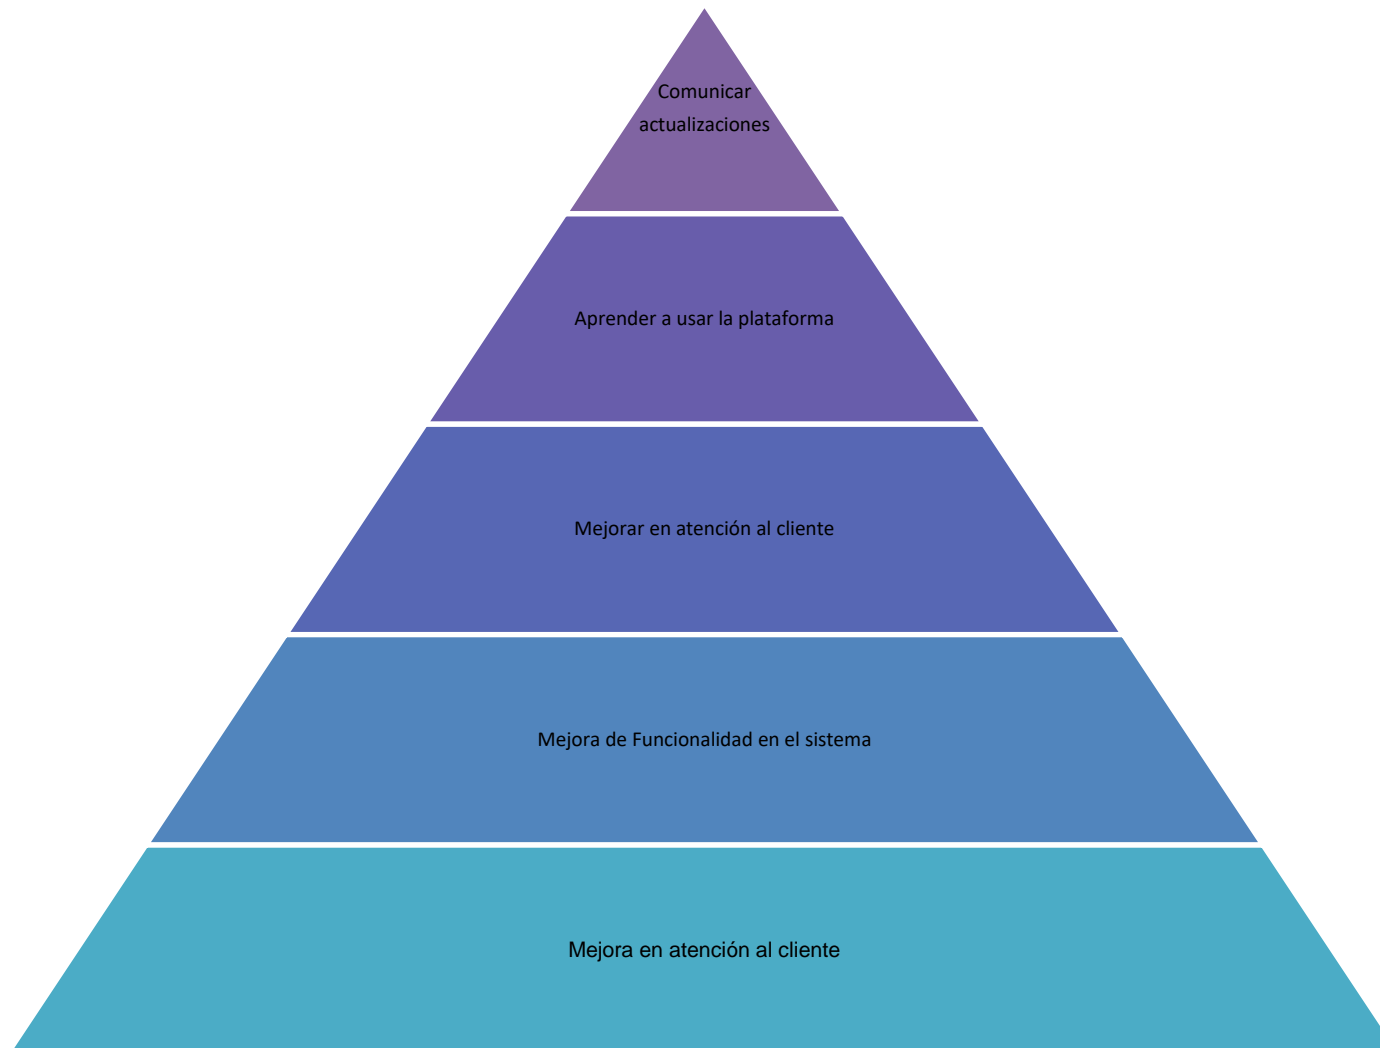 Comunicar
actualizaciones
Aprender a usar la plataforma
Mejorar en atención al cliente
Mejora de Funcionalidad en el sistema
Mejora en atención al cliente